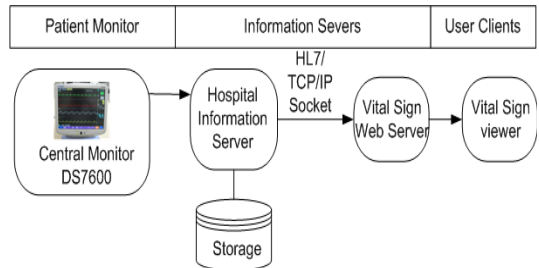 Patient Monitor
Information Severs
User Clients
HL7/
TCP/IP
Socket
Central Monitor
DS7600
Hospital
Information
Server
Vital Sign
Web Server
Vital Sign
viewer
Storage